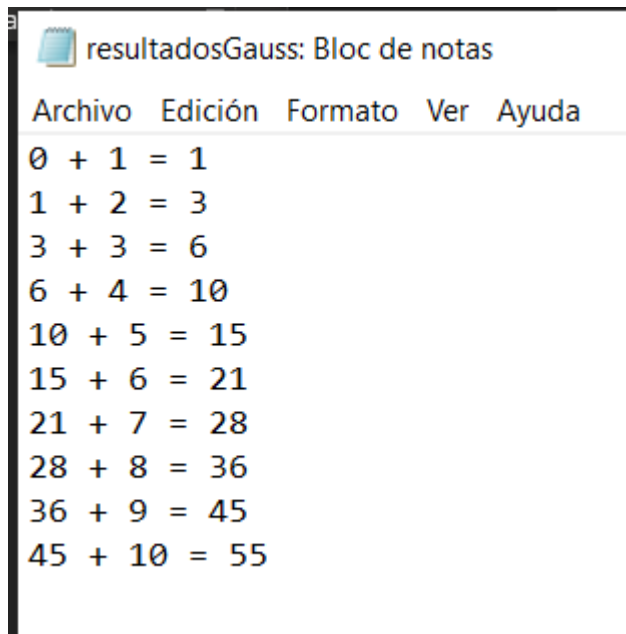 resultadosGauss: Bloc de notas
Archivo Edición Formato Ver Ayuda
0 + 1 = 1
1 + 2 = 3
3 + 3 = 6
6 + 4 = 10
10 + 5 = 15
15 + 6 = 21
21 + 7 = 28
28 + 8 = 36
36 + 9 = 45
45 + 10 = 55